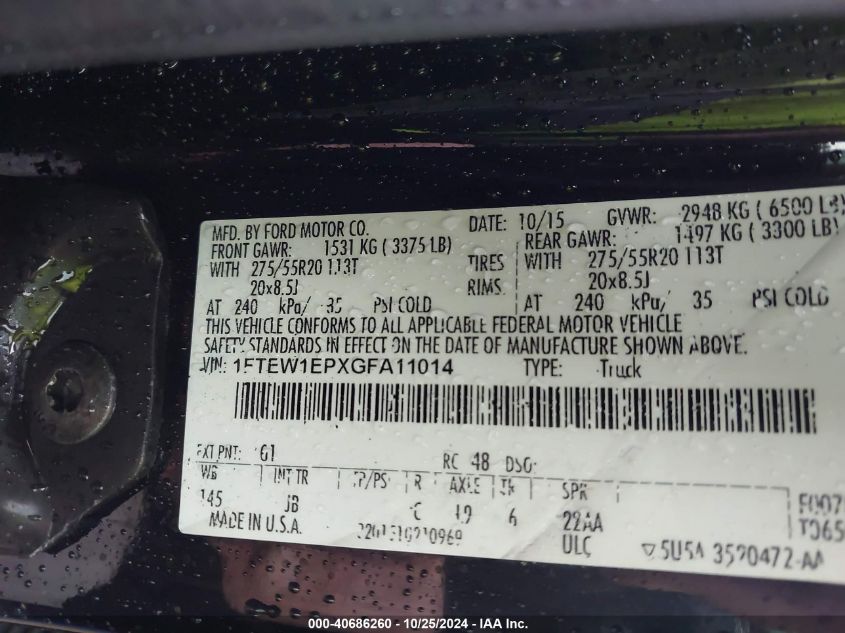 MFD. BY FORD MOTOR CO. DATE: 10/15 GVWR: 2948 KG ( 6500 LB)
FRONT GAWR: 1531 KG ( 3375 LB) REAR GAWR: 1497 KG ( 3300 LB)
WITH 275/55R20 113T TIRES WITH 275/55R20 113T
20x8.5J RIMS. 20x8.5J
AT 240 kPa/ 35 PSI COLD AT 240 kPa/ 35 PSI COLD
THIS VEHICLE CONFORMS TO ALL APPLICABLE FEDERAL MOTOR VEHICLE
SAFETY STANDARDS IN EFFECT ON THE DATE OF MANUFACTURE SHOWN ABOVE.
VIN: 1FTEW1EPXGFA11014 TYPE: Truck
EXT PNT: G1 RC 48 DSO:
WB INT TR TP/PS R AXLE TR SPR
145 JB C 19 6 22AA
MADE IN U.S.A. ULC
000-40686260 - 10/25/2024 - IAA Inc.